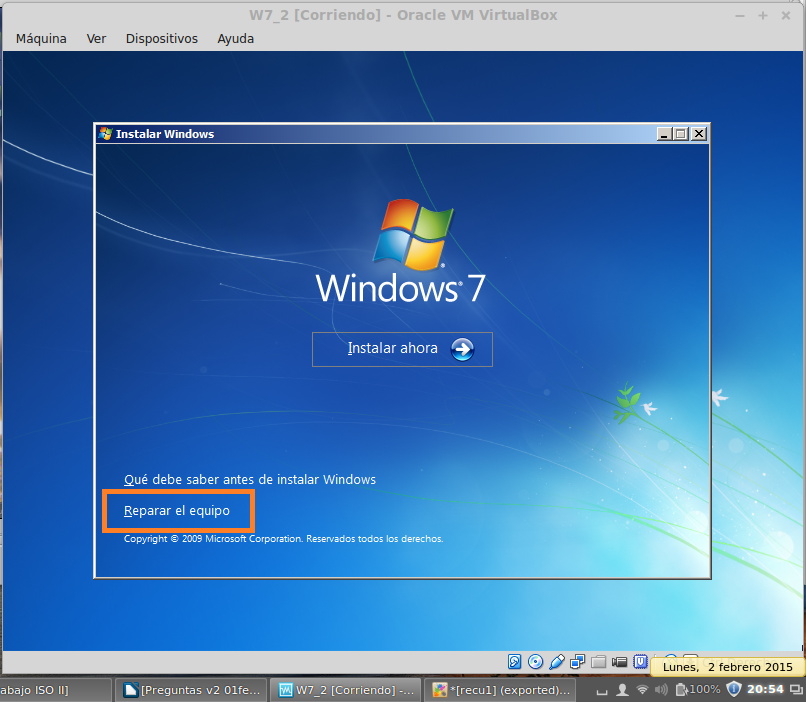 W7_2 [Corriendo] - Oracle VM VirtualBox
Máquina Ver Dispositivos Ayuda
Instalar Windows
Windows 7
Instalar ahora
Qué debe saber antes de instalar Windows
Reparar el equipo
Copyright © 2009 Microsoft Corporation. Reservados todos los derechos.
Lunes, 2 febrero 2015
abajo ISO II] [Preguntas v2 01fe... W7_2 [Corriendo] -... *[recu1] (exported)... 100% 20:54